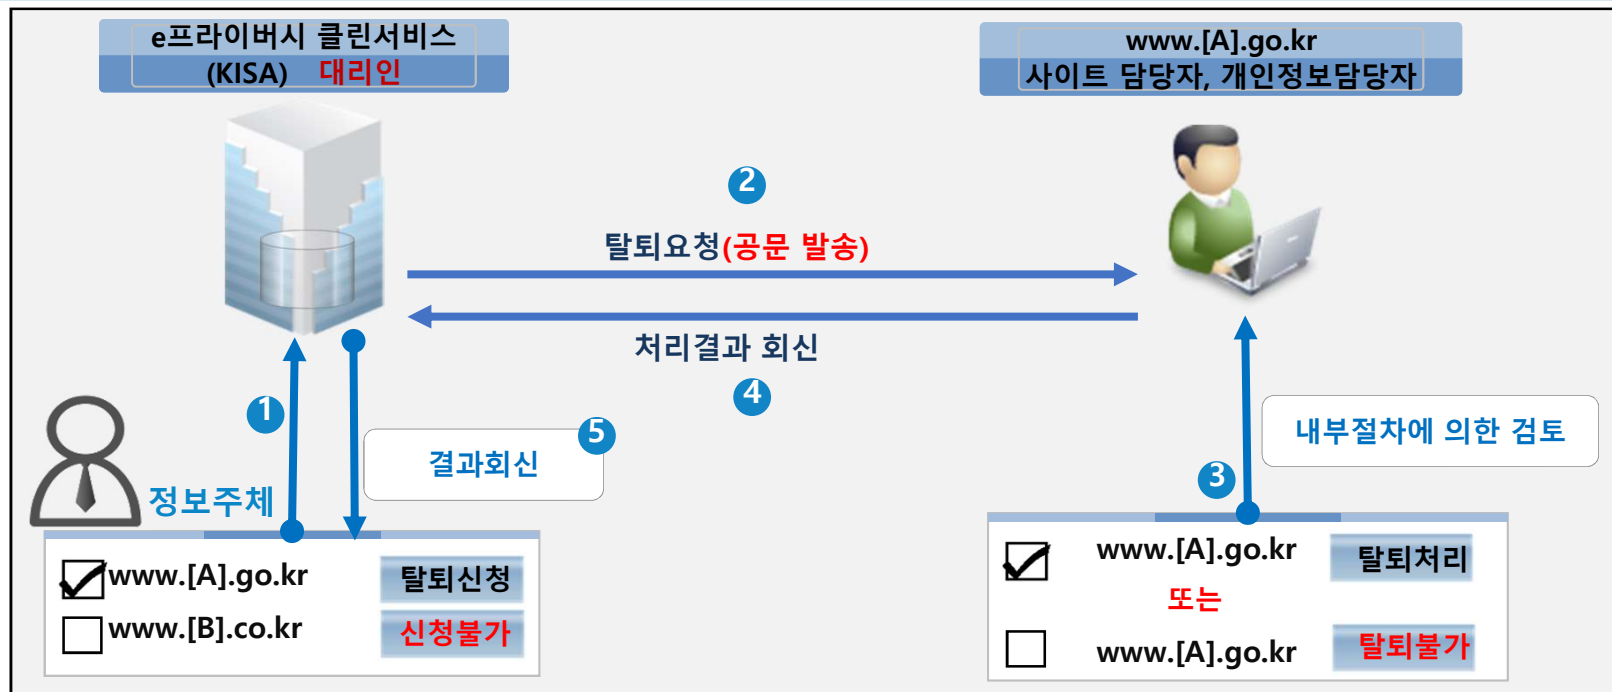 e프라이버시 클린서비스
(KISA) 대리인
www.[A].go.kr
사이트 담당자, 개인정보담당자
2
탈퇴요청(공문 발송)
처리결과 회신
4
1
5
결과회신
정보주체
내부절차에 의한 검토
3
www.[A].go.kr 탈퇴신청
www.[B].co.kr 신청불가
www.[A].go.kr 탈퇴처리
또는
www.[A].go.kr 탈퇴불가